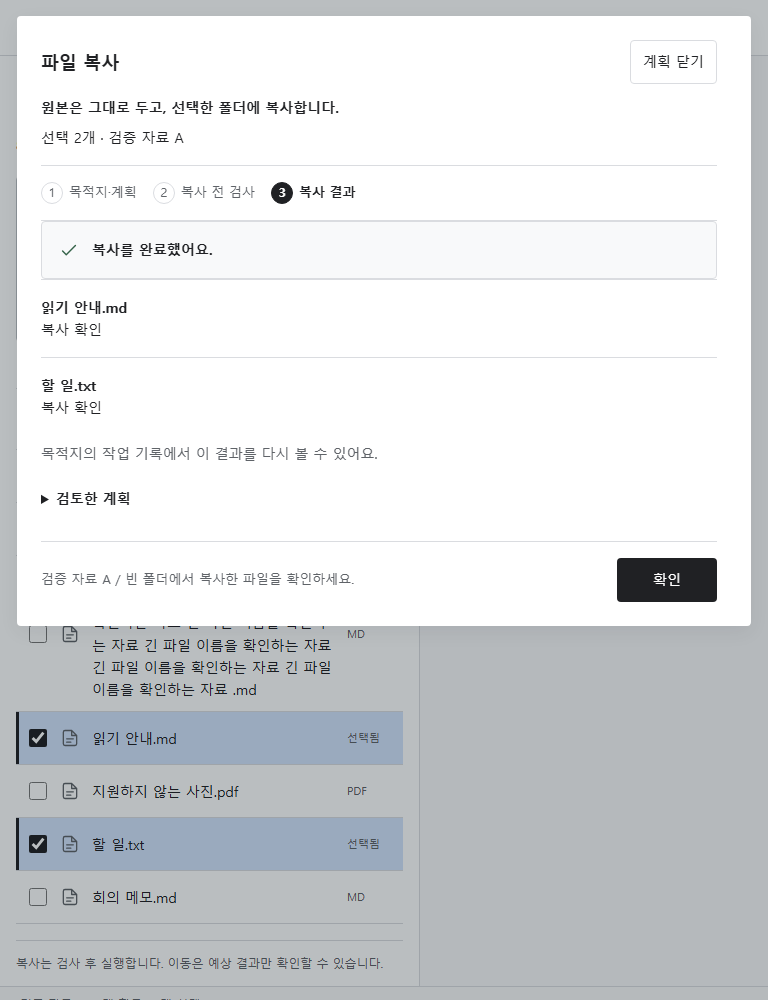 파일 복사
계획 닫기
원본은 그대로 두고, 선택한 폴더에 복사합니다.
선택 2개 · 검증 자료 A
1 목적지·계획 2 복사 전 검사 3 복사 결과
복사를 완료했어요.
읽기 안내.md
복사 확인
할 일.txt
복사 확인
목적지의 작업 기록에서 이 결과를 다시 볼 수 있어요.
검토한 계획
검증 자료 A / 빈 폴더에서 복사한 파일을 확인하세요.
확인
MD
는 자료 긴 파일 이름을 확인하는 자료
긴 파일 이름을 확인하는 자료 긴 파일
이름을 확인하는 자료 .md
읽기 안내.md 선택됨
지원하지 않는 사진.pdf PDF
할 일.txt 선택됨
회의 메모.md MD
복사는 검사 후 실행합니다. 이동은 예상 결과만 확인할 수 있습니다.